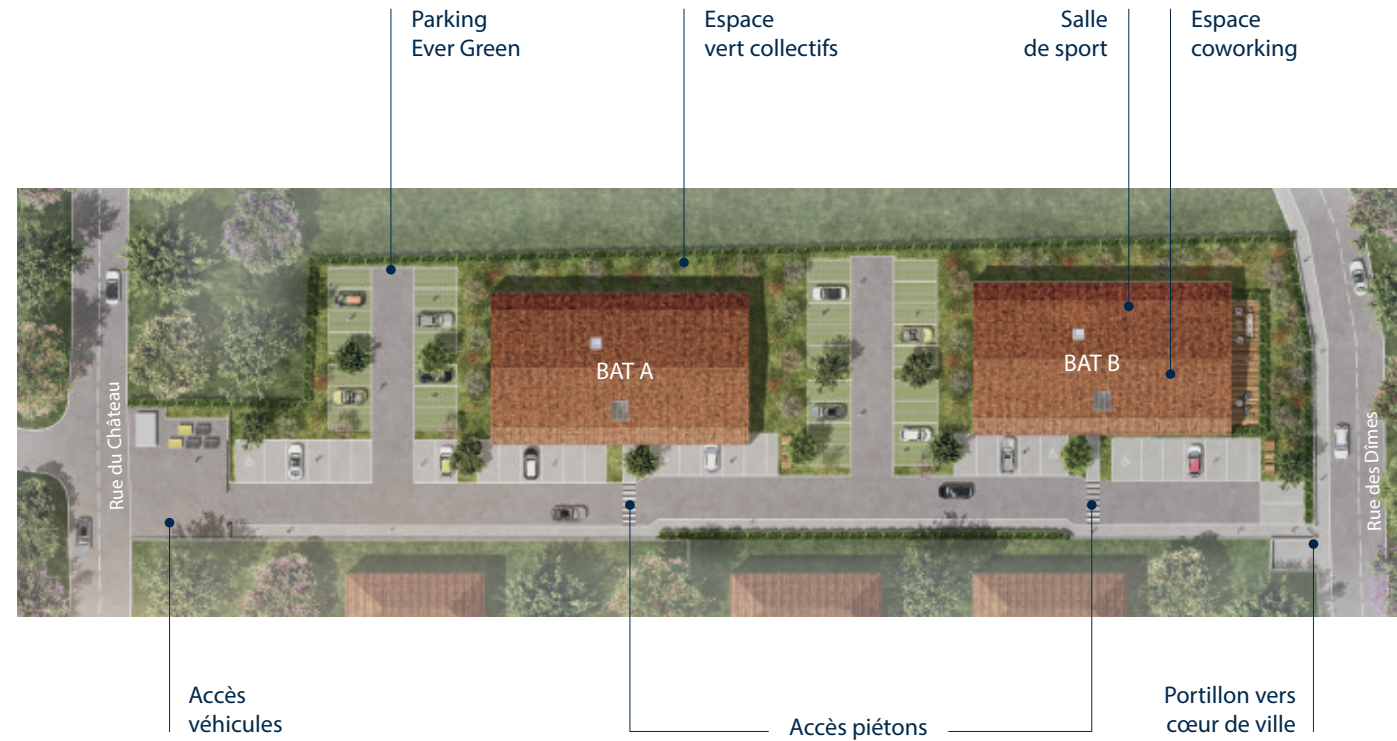 Parking
Ever Green
Espace
vert collectifs
Salle
de sport
Espace
coworking
Rue du Château
BAT A
BAT B
Rue des Dîmes
Accès
véhicules
Accès piétons
Portillon vers
cœur de ville